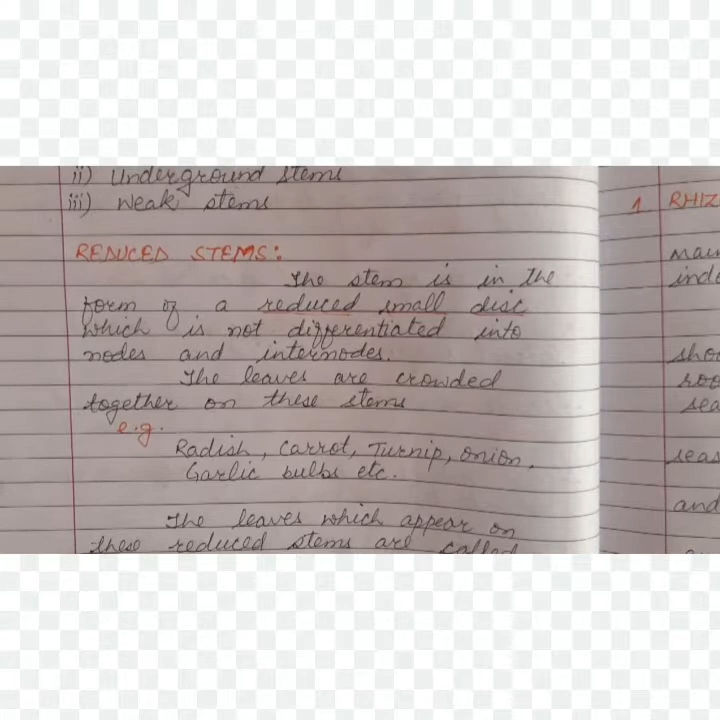 ii) Underground stems
iii) Weak stems
REDUCED STEMS:
The stem is in the
form of a reduced small disc
which is not differentiated into
nodes and internodes.
The leaves are crowded
together on these stems
e.g.
Radish, Carrot, Turnip, Onion,
Garlic bulbs etc.
The leaves which appear on
these reduced stems are called
1 RHIZ
main
inde
shoo
roo
sea
seas
and